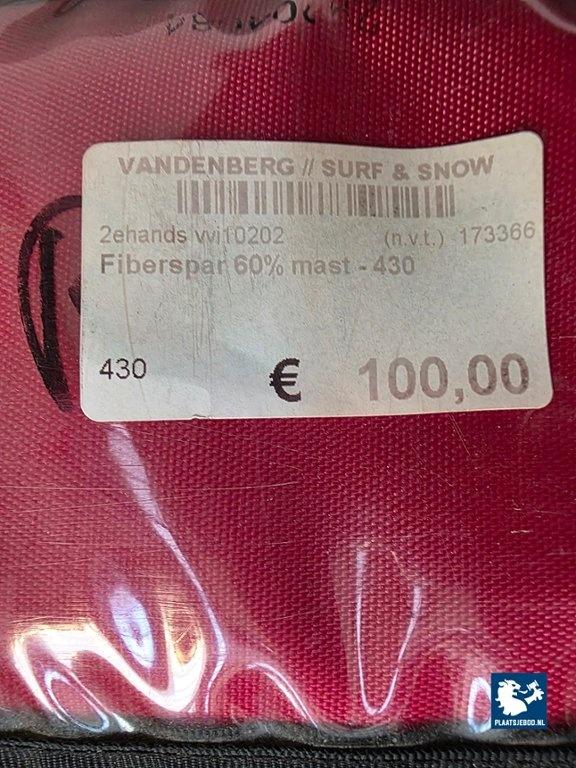 VANDENBERG // SURF & SNOW
2ehands vvi10202 (n.v.t.) 173366
Fiberspar 60% mast - 430
430 € 100,00
PLAATSJEBOD.NL